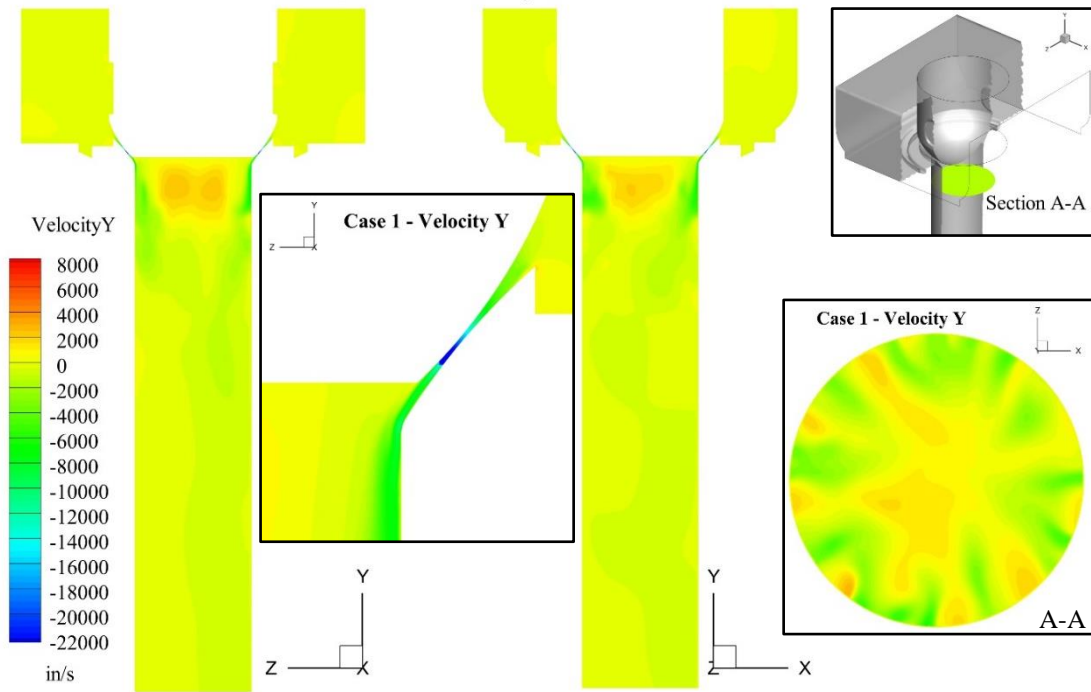 VelocityY
8000
6000
4000
2000
0
-2000
-4000
-6000
-8000
-10000
-12000
-14000
-16000
-18000
-20000
-22000
in/s
Y
Z
X
Case 1 - Velocity Y
Y
Z
X
Y
Z
X
Y
Z
X
Section A-A
Case 1 - Velocity Y
Z
Y
X
A-A